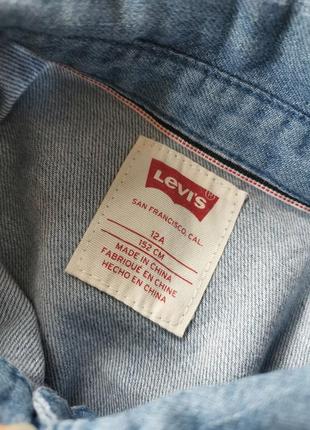 Levi's®
SAN FRANCISCO, CAL.
12A
152 CM
MADE IN CHINA
FABRIQUÉ EN CHINE
HECHO EN CHINA